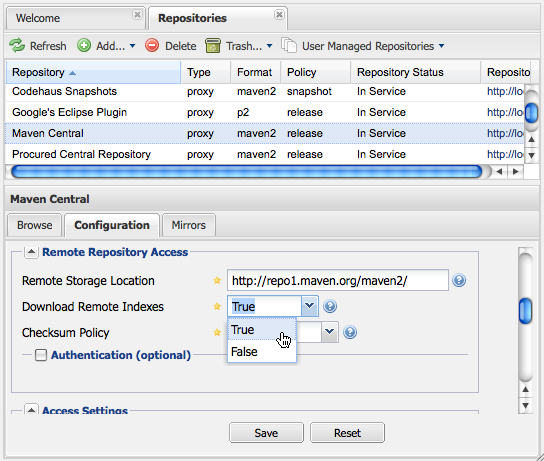 Welcome
Repositories
Refresh Add... Delete Trash... User Managed Repositories
Repository Type Format Policy Repository Status Reposito
Codehaus Snapshots proxy maven2 snapshot In Service http://lo
Google's Eclipse Plugin proxy p2 release In Service http://lo
Maven Central proxy maven2 release In Service http://lo
Procured Central Repository proxy maven2 release In Service http://lo
Maven Central
Browse Configuration Mirrors
Remote Repository Access
Remote Storage Location http://repo1.maven.org/maven2/
Download Remote Indexes True
True
Checksum Policy
False
Authentication (optional)
Access Settings
Save Reset